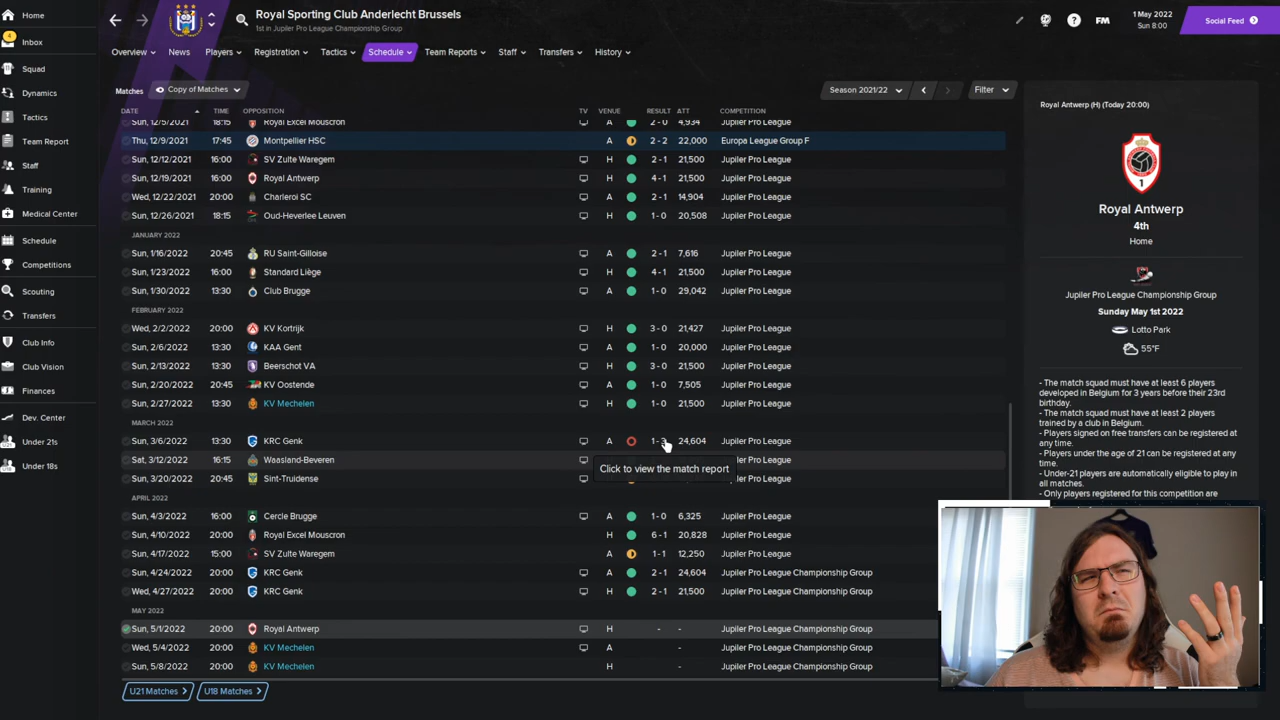 Home
Royal Sporting Club Anderlecht Brussels
1st in Jupiler Pro League Championship Group
FM
1 May 2022
Sun 8:00
Social Feed
4
Inbox
Overview News Players Registration Tactics Schedule Team Reports Staff Transfers History
Squad
Dynamics
Tactics
Team Report
Staff
Training
Medical Center
Schedule
Competitions
Scouting
Transfers
Club Info
Club Vision
Finances
Dev. Center
Under 21s
Under 18s
Matches Copy of Matches Season 2021/22 Filter
DATE TIME OPPOSITION TV VENUE RESULT ATT COMPETITION
Sun, 12/5/2021 18:15 Royal Excel Mouscron A 2-0 4,934 Jupiler Pro League
Thu, 12/9/2021 17:45 Montpellier HSC A 2-2 22,000 Europa League Group F
Sun, 12/12/2021 16:00 SV Zulte Waregem H 2-1 21,500 Jupiler Pro League
Sun, 12/19/2021 16:00 Royal Antwerp H 4-1 21,500 Jupiler Pro League
Wed, 12/22/2021 20:00 Charleroi SC A 2-1 14,904 Jupiler Pro League
Sun, 12/26/2021 18:15 Oud-Heverlee Leuven H 1-0 20,508 Jupiler Pro League
JANUARY 2022
Sun, 1/16/2022 20:45 RU Saint-Gilloise A 2-1 7,616 Jupiler Pro League
Sun, 1/23/2022 16:00 Standard Liège H 4-1 21,500 Jupiler Pro League
Sun, 1/30/2022 13:30 Club Brugge A 1-0 29,042 Jupiler Pro League
FEBRUARY 2022
Wed, 2/2/2022 20:00 KV Kortrijk H 3-0 21,427 Jupiler Pro League
Sun, 2/6/2022 13:30 KAA Gent A 1-0 20,000 Jupiler Pro League
Sun, 2/13/2022 13:30 Beerschot VA H 3-0 21,500 Jupiler Pro League
Sun, 2/20/2022 20:45 KV Oostende A 1-0 7,505 Jupiler Pro League
Sun, 2/27/2022 13:30 KV Mechelen H 1-0 21,500 Jupiler Pro League
MARCH 2022
Sun, 3/6/2022 13:30 KRC Genk A 1-3 24,604 Jupiler Pro League
Sat, 3/12/2022 16:15 Waasland-Beveren Jupiler Pro League
Click to view the match report
Sun, 3/20/2022 20:45 Sint-Truidense Pro League
APRIL 2022
Sun, 4/3/2022 16:00 Cercle Brugge A 1-0 6,325 Jupiler Pro League
Sun, 4/10/2022 20:00 Royal Excel Mouscron H 6-1 20,828 Jupiler Pro League
Sun, 4/17/2022 15:00 SV Zulte Waregem A 1-1 12,250 Jupiler Pro League
Sun, 4/24/2022 20:00 KRC Genk A 2-1 24,604 Jupiler Pro League Championship Group
Wed, 4/27/2022 20:00 KRC Genk H 2-1 21,500 Jupiler Pro League Championship Group
MAY 2022
Sun, 5/1/2022 20:00 Royal Antwerp H - - Jupiler Pro League Championship Group
Wed, 5/4/2022 20:00 KV Mechelen A - Jupiler Pro League Championship Group
Sun, 5/8/2022 20:00 KV Mechelen H - Jupiler Pro League Championship Group
U21 Matches U18 Matches
Royal Antwerp (H) (Today 20:00)
1
Royal Antwerp
4th
Home
Jupiler Pro League Championship Group
Sunday May 1st 2022
Lotto Park
55°F
- The match squad must have at least 6 players
developed in Belgium for 3 years before their 23rd
birthday.
- The match squad must have at least 2 players
trained by a club in Belgium.
- Players signed on free transfers can be registered at
any time.
- Players under the age of 21 can be registered at any
time.
- Under-21 players are automatically eligible to play in
all matches.
- Only players registered for this competition are